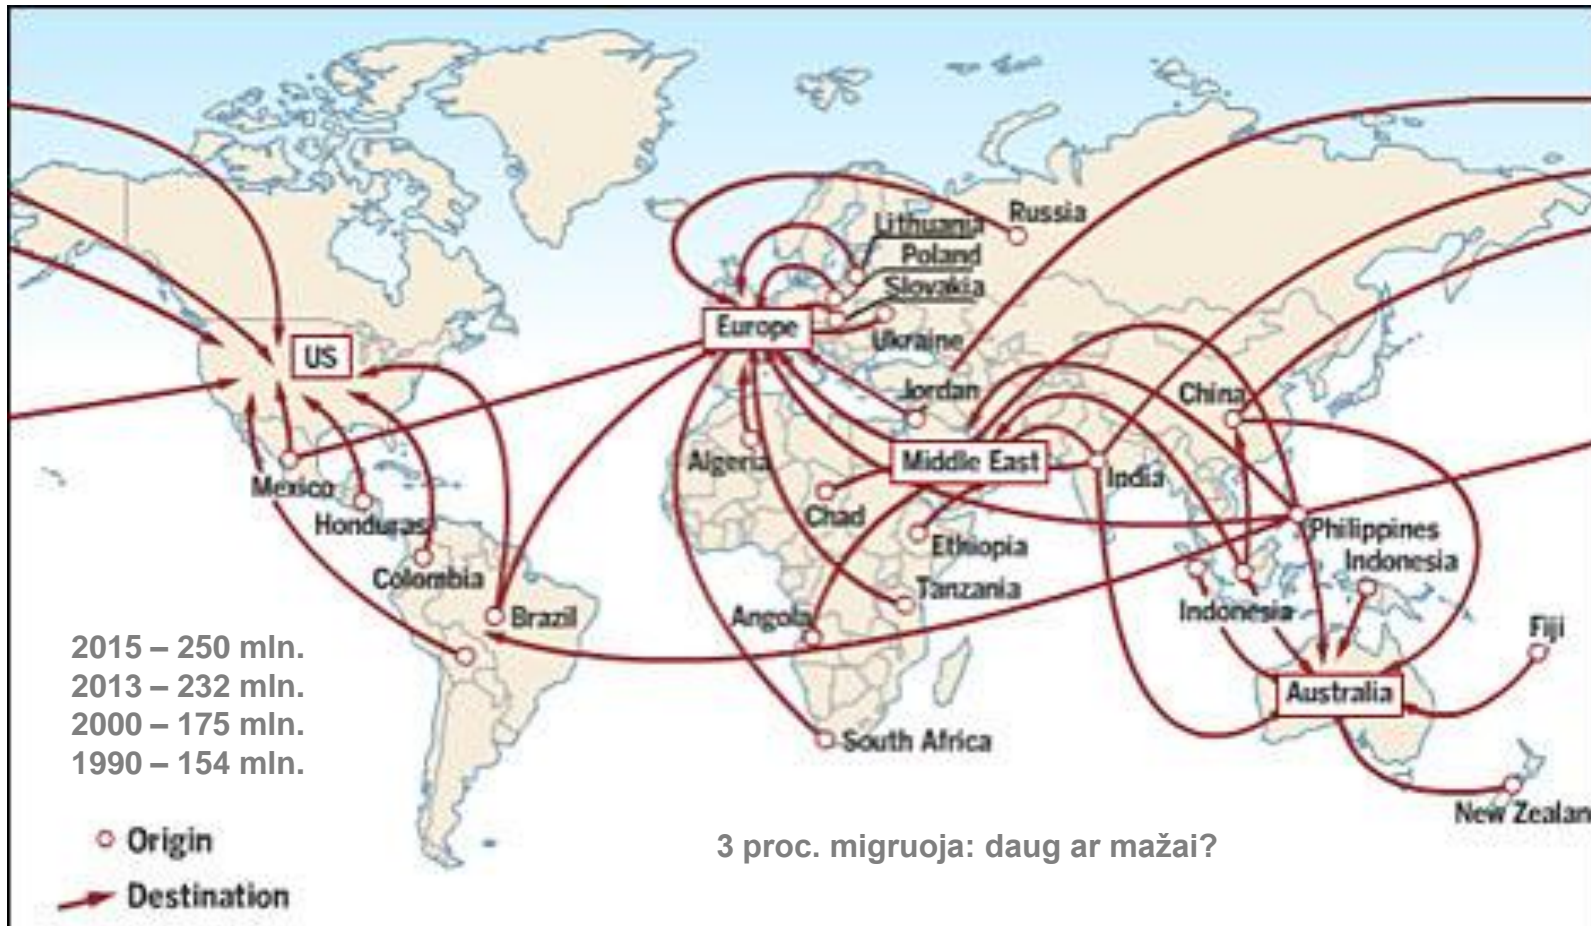 Lithuania
Russia
Poland
Slovakia
Europe
Ukraine
US
Jordan
China
Algeria
Middle East
India
Mexico
Chad
Honduras
Philippines
Ethiopia
Indonesia
Colombia
Tanzania
Brazil
Angola
Indonesia
Fiji
2015 – 250 mln.
2013 – 232 mln.
2000 – 175 mln.
1990 – 154 mln.
Australia
South Africa
New Zealan
Origin
3 proc. migruoja: daug ar mažai?
Destination